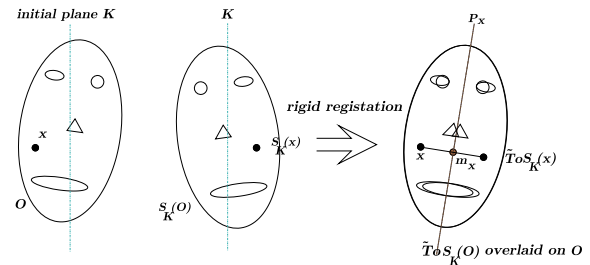 initial plane K
x
O
K
S_K(x)
S_K(O)
rigid registation
P_x
x
m_x
T̃oS_K(x)
T̃oS_K(O) overlaid on O